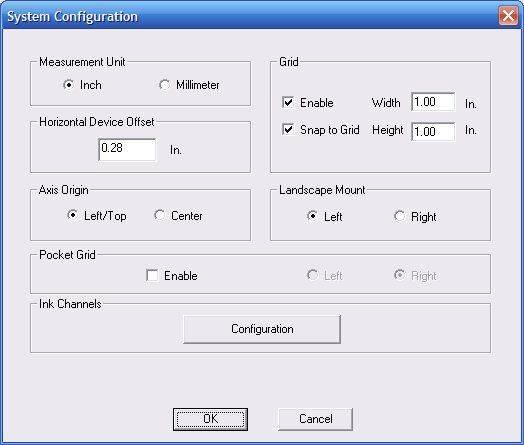 System Configuration
Measurement Unit
Inch Millimeter
Grid
Enable Width 1.00 In.
Snap to Grid Height 1.00 In.
Horizontal Device Offset
0.28 In.
Axis Origin
Left/Top Center
Landscape Mount
Left Right
Pocket Grid
Enable Left Right
Ink Channels
Configuration
OK Cancel